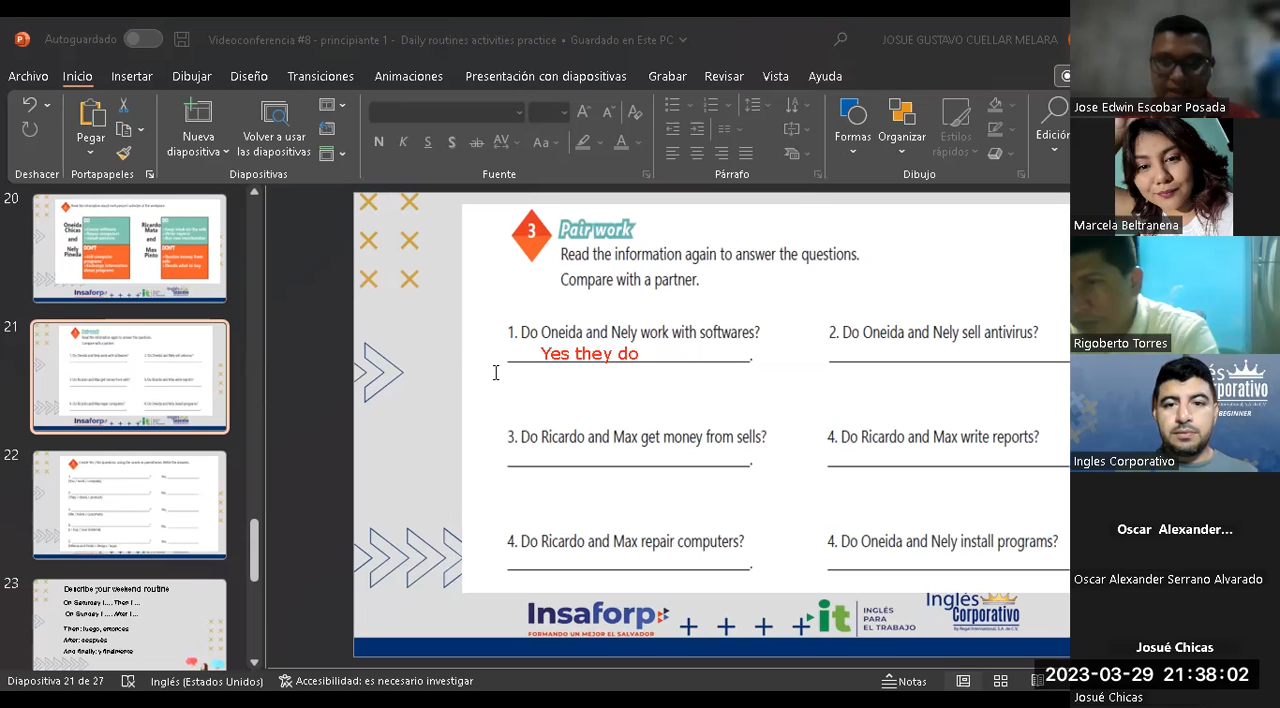 Autoguardado
Videoconferencia #8 - principiante 1 - Daily routines activities practice • Guardado en Este PC
JOSUE GUSTAVO CUELLAR MELARA
Archivo Inicio Insertar Dibujar Diseño Transiciones Animaciones Presentación con diapositivas Grabar Revisar Vista Ayuda
Pegar
Nueva diapositiva
Volver a usar las diapositivas
Formas
Organizar
Estilos rápidos
Edición
Deshacer Portapapeles Diapositivas Fuente Párrafo Dibujo
20
21
22
23
Describe your weekend routine
On Saturday I.... Then I ...
On Sunday I ..... After I ...
Then: luego, entonces
After: después
And finally: y finalmente
3 Pairwork
Read the information again to answer the questions.
Compare with a partner.
1. Do Oneida and Nely work with softwares?
Yes they do
2. Do Oneida and Nely sell antivirus?
3. Do Ricardo and Max get money from sells?
4. Do Ricardo and Max write reports?
4. Do Ricardo and Max repair computers?
4. Do Oneida and Nely install programs?
Insaforp
FORMANDO UN MEJOR EL SALVADOR
it INGLÉS
PARA
EL TRABAJO
Inglés
Corporativo
Diapositiva 21 de 27
Inglés (Estados Unidos)
Accesibilidad: es necesario investigar
Notas
Jose Edwin Escobar Posada
Marcela Beltranena
Rigoberto Torres
Ingles Corporativo
Oscar Alexander...
Oscar Alexander Serrano Alvarado
Josué Chicas
2023-03-29 21:38:02
Josué Chicas